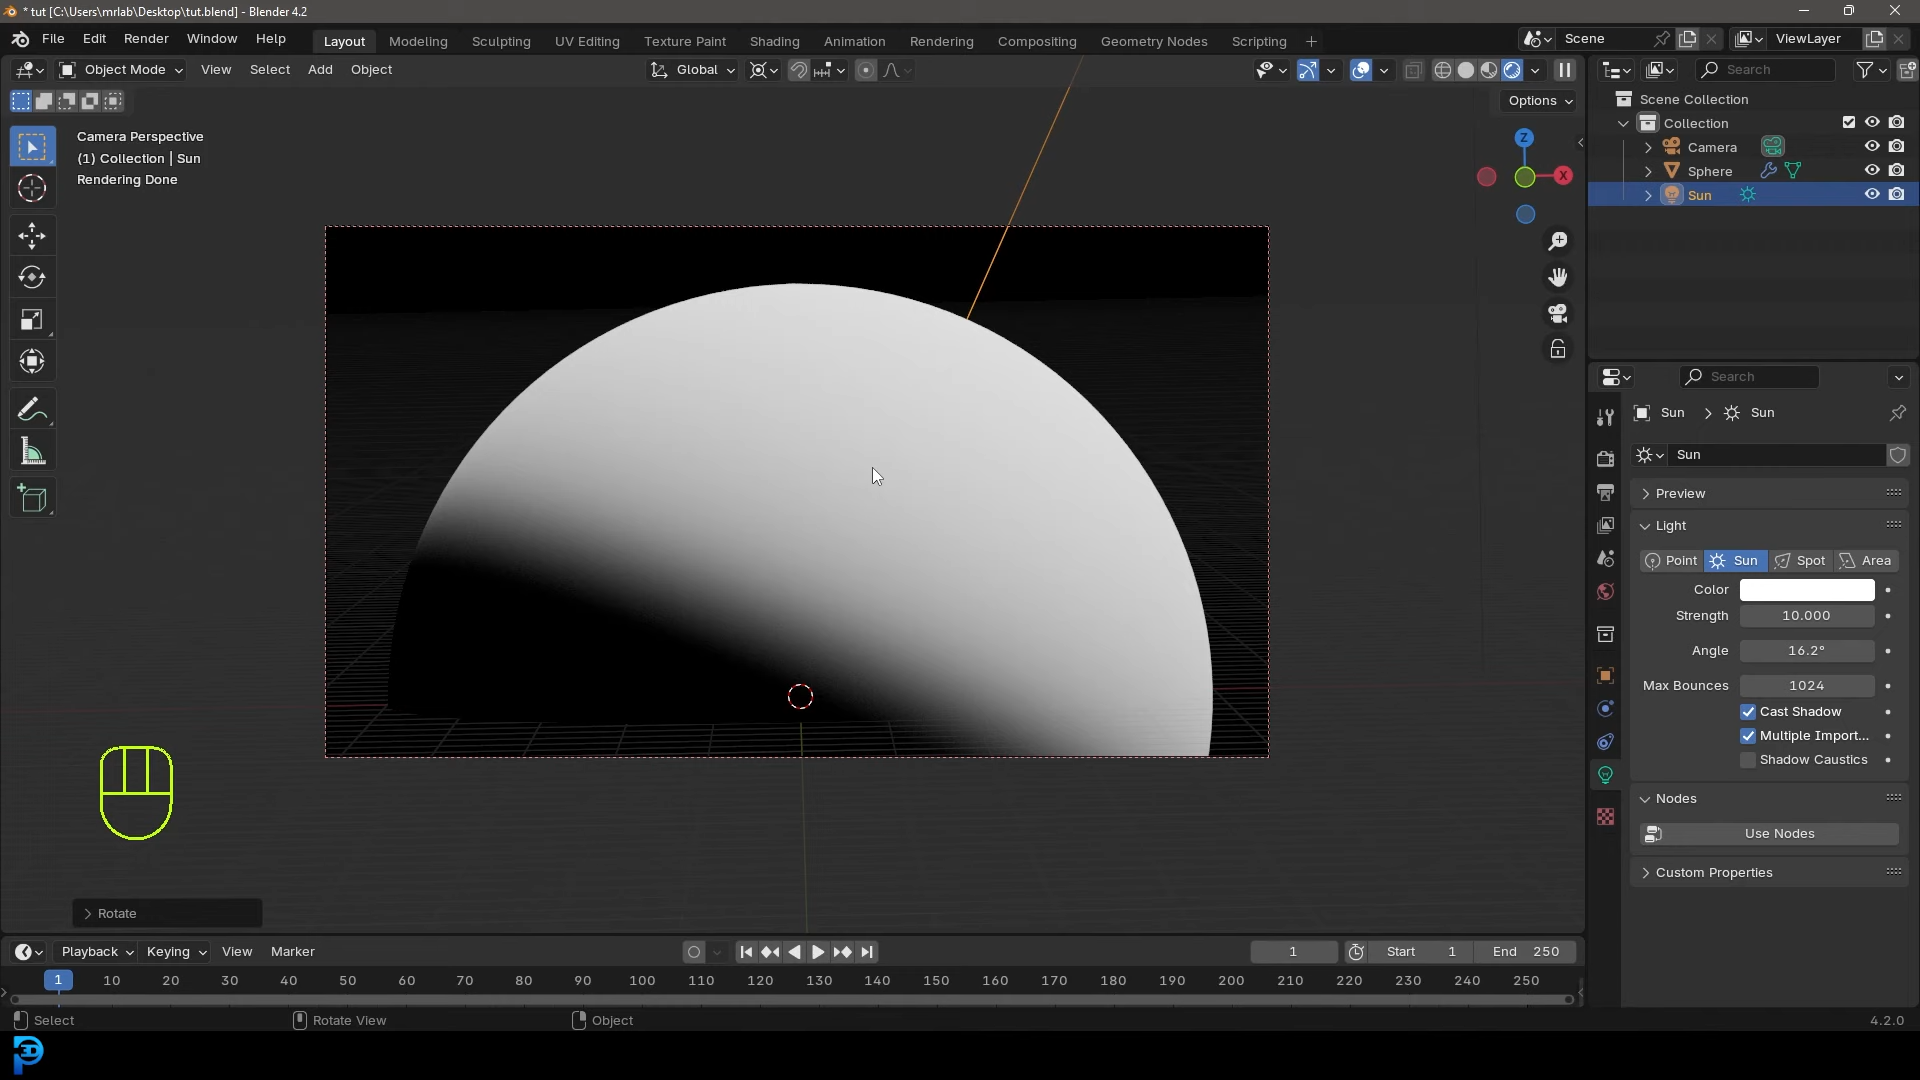 * tut [C:\Users\mrlab\Desktop\tut.blend] - Blender 4.2
File Edit Render Window Help Layout Modeling Sculpting UV Editing Texture Paint Shading Animation Rendering Compositing Geometry Nodes Scripting + Scene ViewLayer
Object Mode View Select Add Object Global Search
Options
Camera Perspective
(1) Collection | Sun
Rendering Done
Z
X
Scene Collection
Collection
Camera
Sphere
Sun
Search
Sun > Sun
Sun
Preview
Light
Point Sun Spot Area
Color
Strength 10.000
Angle 16.2°
Max Bounces 1024
Cast Shadow
Multiple Import...
Shadow Caustics
Nodes
Use Nodes
Custom Properties
Rotate
Playback Keying View Marker 1 Start 1 End 250
1 10 20 30 40 50 60 70 80 90 100 110 120 130 140 150 160 170 180 190 200 210 220 230 240 250
Select Rotate View Object 4.2.0
3D